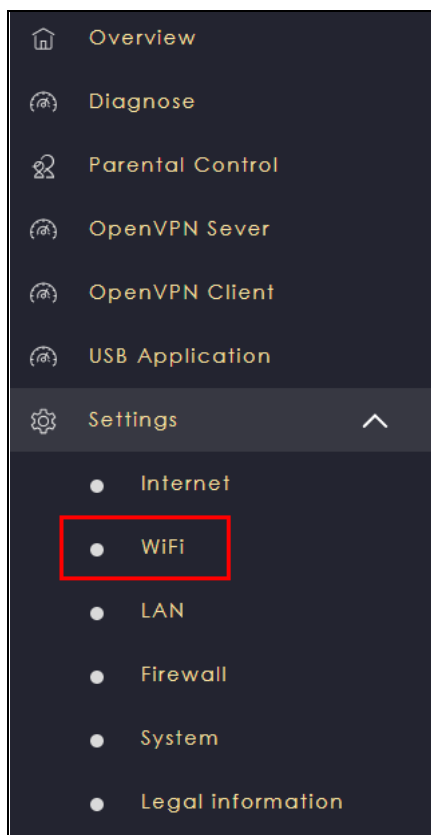 Overview
Diagnose
Parental Control
OpenVPN Sever
OpenVPN Client
USB Application
Settings
Internet
WiFi
LAN
Firewall
System
Legal information